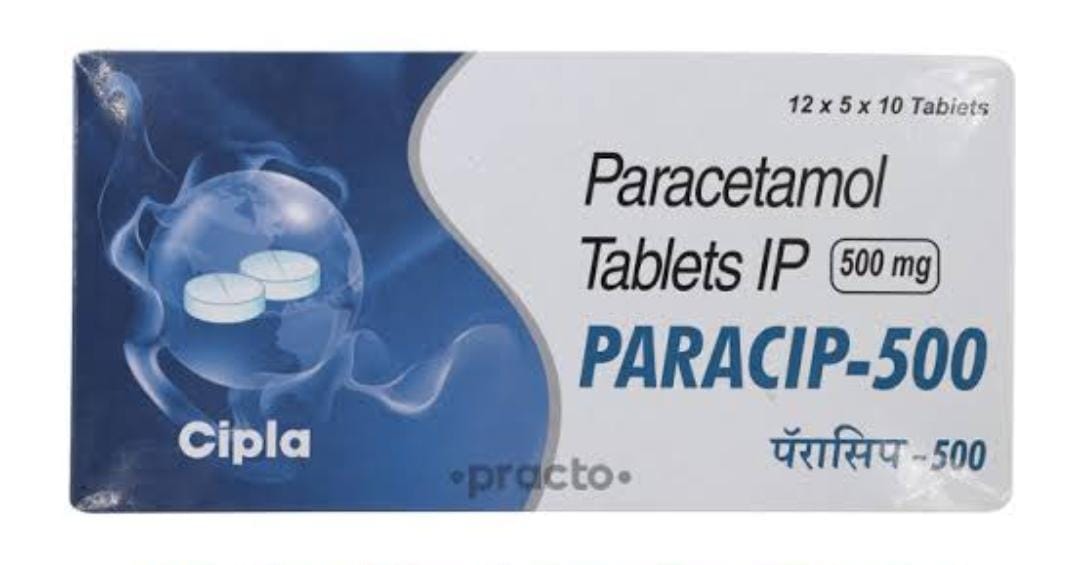 12 x 5 x 10 Tablets
Paracetamol
Tablets IP 500 mg
PARACIP-500
पॅरासिप - 500
Cipla
•practo•